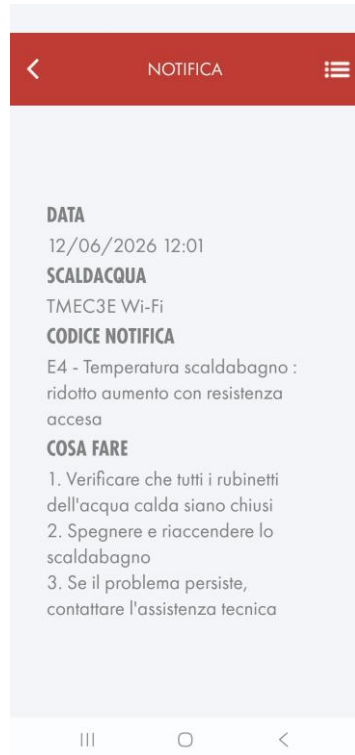 NOTIFICA
DATA
12/06/2026 12:01
SCALDACQUA
TMEC3E Wi-Fi
CODICE NOTIFICA
E4 - Temperatura scaldabagno :
ridotto aumento con resistenza
accesa
COSA FARE
1. Verificare che tutti i rubinetti
dell'acqua calda siano chiusi
2. Spegnere e riaccendere lo
scaldabagno
3. Se il problema persiste,
contattare l'assistenza tecnica